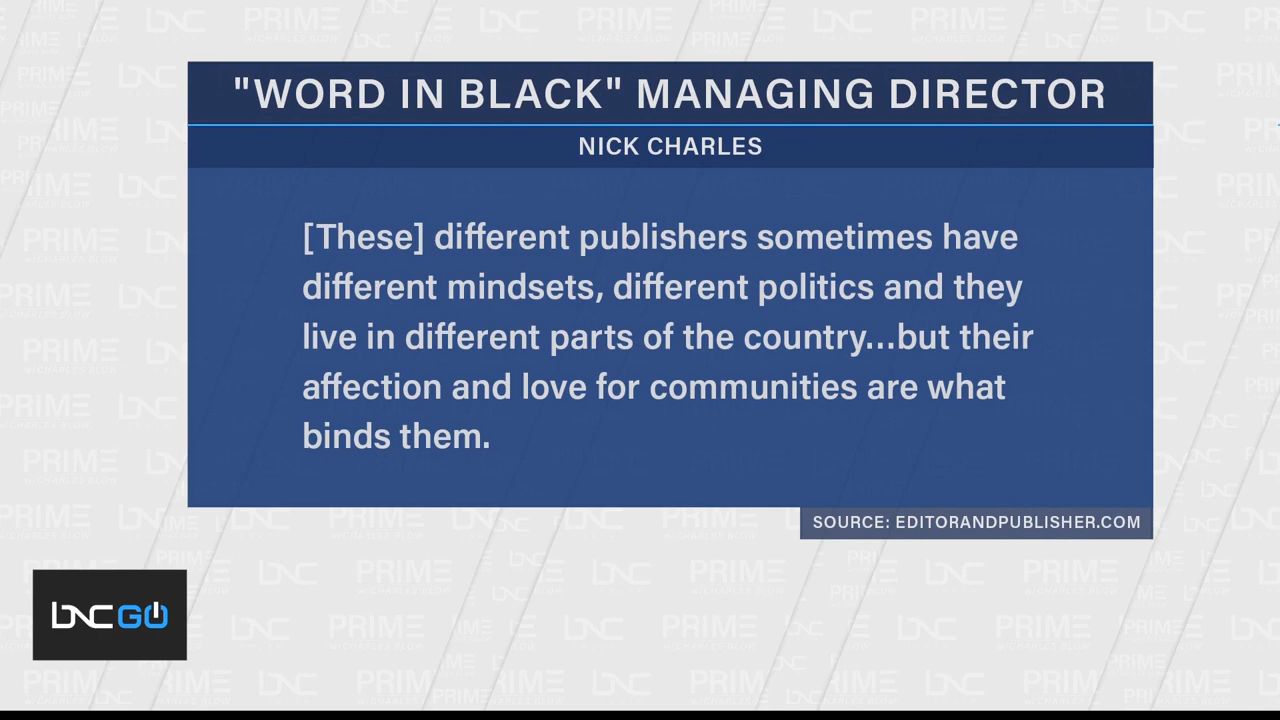 "WORD IN BLACK" MANAGING DIRECTOR
NICK CHARLES
[These] different publishers sometimes have
different mindsets, different politics and they
live in different parts of the country...but their
affection and love for communities are what
binds them.
SOURCE: EDITORANDPUBLISHER.COM
bnc GO